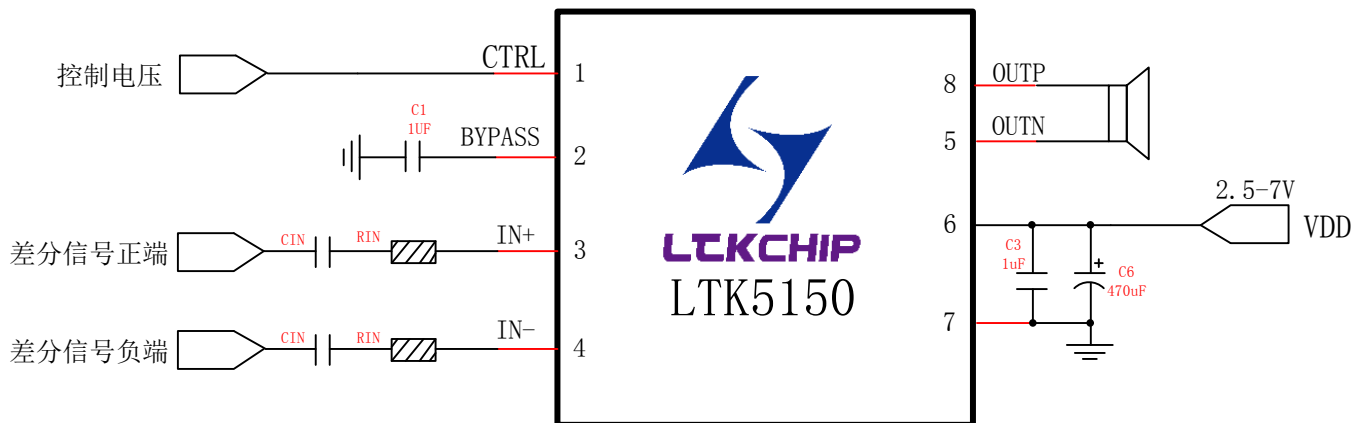 控制电压
CTRL
1
C1
1UF
BYPASS
2
差分信号正端
CIN
RIN
IN+
3
差分信号负端
CIN
RIN
IN-
4
LTKCHIP
LTK5150
8
OUTP
5
OUTN
2.5-7V
6
VDD
C3
1uF
+
C6
470uF
7